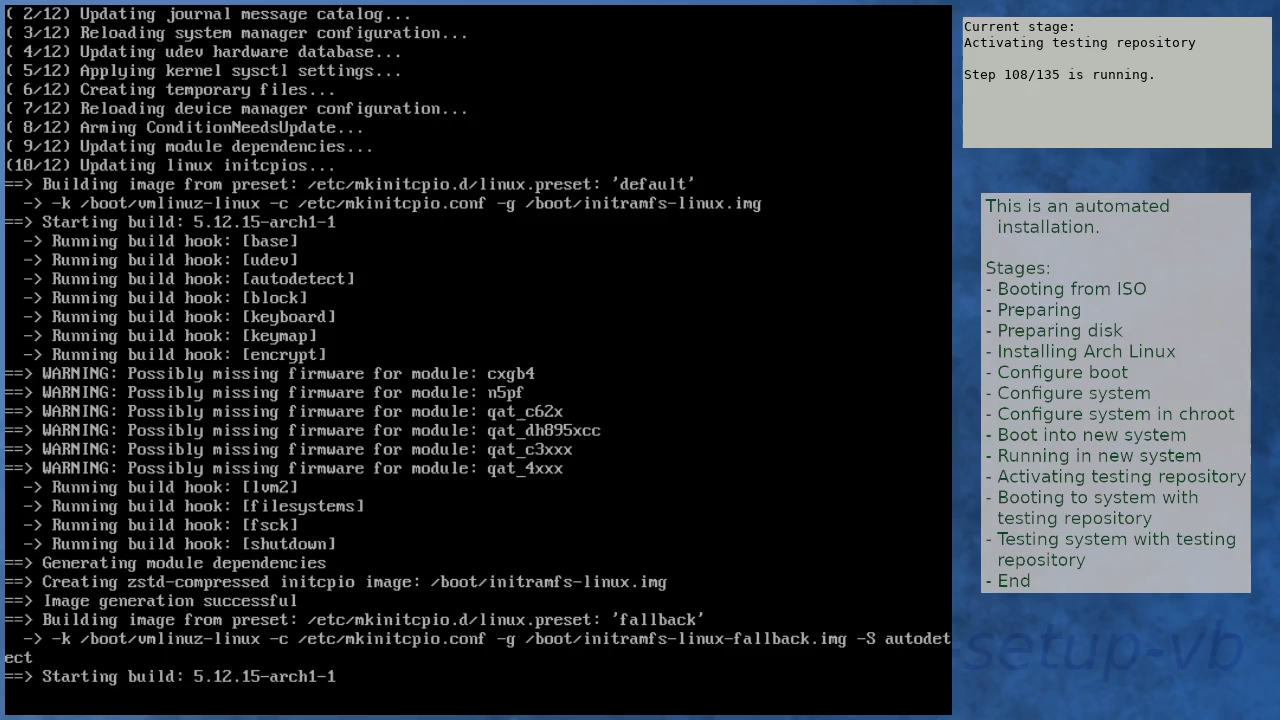 ( 2/12) Updating journal message catalog...
( 3/12) Reloading system manager configuration...
( 4/12) Updating udev hardware database...
( 5/12) Applying kernel sysctl settings...
( 6/12) Creating temporary files...
( 7/12) Reloading device manager configuration...
( 8/12) Arming ConditionNeedsUpdate...
( 9/12) Updating module dependencies...
(10/12) Updating linux initcpios...
==> Building image from preset: /etc/mkinitcpio.d/linux.preset: 'default'
  -> -k /boot/vmlinuz-linux -c /etc/mkinitcpio.conf -g /boot/initramfs-linux.img
==> Starting build: 5.12.15-arch1-1
  -> Running build hook: [base]
  -> Running build hook: [udev]
  -> Running build hook: [autodetect]
  -> Running build hook: [block]
  -> Running build hook: [keyboard]
  -> Running build hook: [keymap]
  -> Running build hook: [encrypt]
==> WARNING: Possibly missing firmware for module: cxgb4
==> WARNING: Possibly missing firmware for module: n5pf
==> WARNING: Possibly missing firmware for module: qat_c62x
==> WARNING: Possibly missing firmware for module: qat_dh895xcc
==> WARNING: Possibly missing firmware for module: qat_c3xxx
==> WARNING: Possibly missing firmware for module: qat_4xxx
  -> Running build hook: [lvm2]
  -> Running build hook: [filesystems]
  -> Running build hook: [fsck]
  -> Running build hook: [shutdown]
==> Generating module dependencies
==> Creating zstd-compressed initcpio image: /boot/initramfs-linux.img
==> Image generation successful
==> Building image from preset: /etc/mkinitcpio.d/linux.preset: 'fallback'
  -> -k /boot/vmlinuz-linux -c /etc/mkinitcpio.conf -g /boot/initramfs-linux-fallback.img -S autodet
ect
==> Starting build: 5.12.15-arch1-1
Current stage:
Activating testing repository
Step 108/135 is running.
This is an automated
installation.
Stages:
- Booting from ISO
- Preparing
- Preparing disk
- Installing Arch Linux
- Configure boot
- Configure system
- Configure system in chroot
- Boot into new system
- Running in new system
- Activating testing repository
- Booting to system with
testing repository
- Testing system with testing
repository
- End
-setup-vb